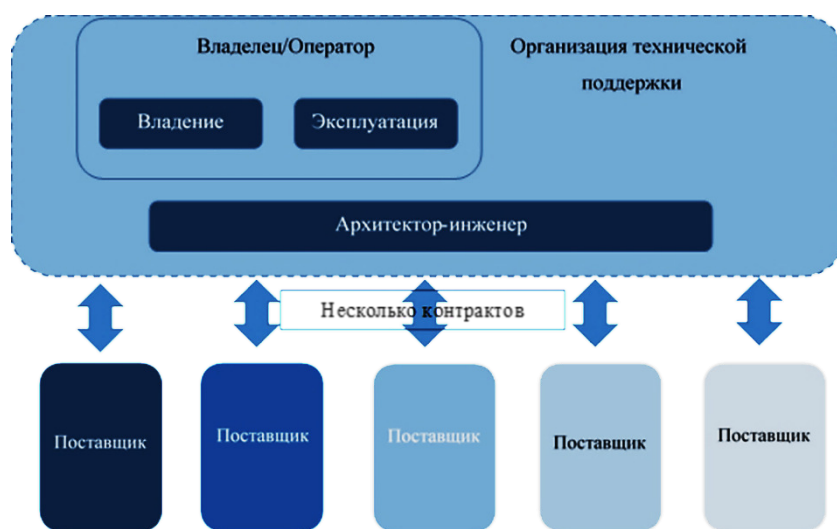 Владелец/Оператор
Организация технической
поддержки
Владение
Эксплуатация
Архитектор-инженер
Несколько контрактов
Поставщик
Поставщик
Поставщик
Поставщик
Поставщик